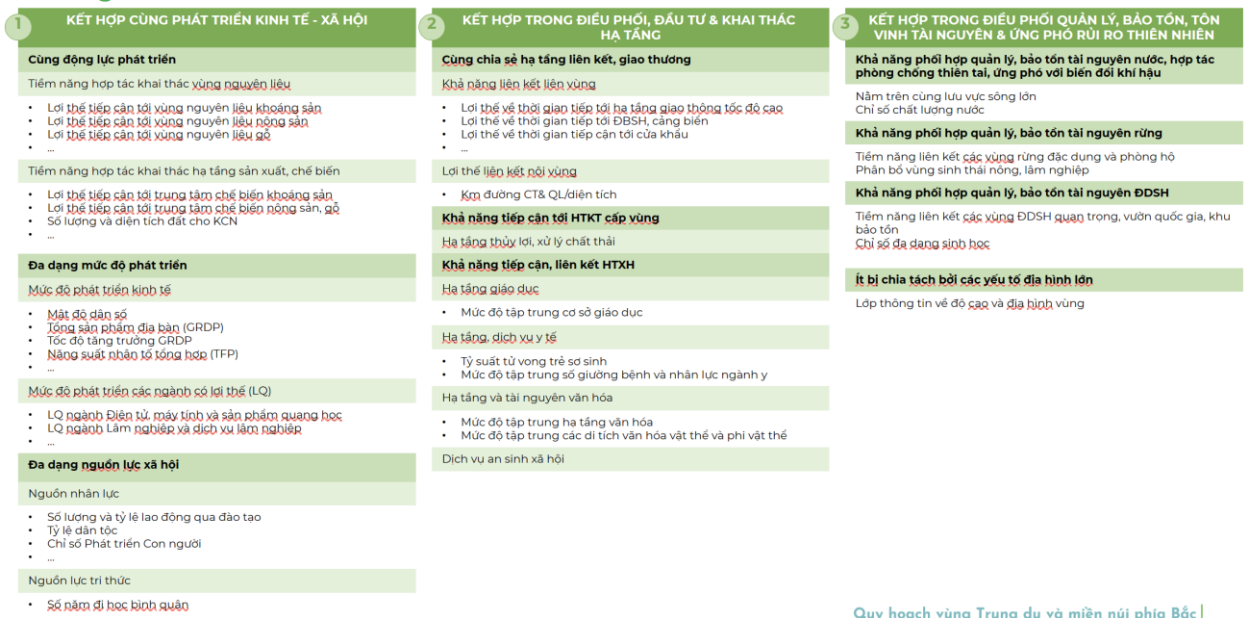 1
KẾT HỢP CÙNG PHÁT TRIỂN KINH TẾ - XÃ HỘI
Cùng động lực phát triển
Tiềm năng hợp tác khai thác vùng nguyên liệu
• Lợi thế tiếp cận tới vùng nguyên liệu khoáng sản
• Lợi thế tiếp cận tới vùng nguyên liệu nông sản
• Lợi thế tiếp cận tới vùng nguyên liệu gỗ
• ...
Tiềm năng hợp tác khai thác hạ tầng sản xuất, chế biến
• Lợi thế tiếp cận tới trung tâm chế biến khoáng sản
• Lợi thế tiếp cận tới trung tâm chế biến nông sản, gỗ
• Số lượng và diện tích đất cho KCN
• ...
Đa dạng mức độ phát triển
Mức độ phát triển kinh tế
• Mật độ dân số
• Tổng sản phẩm địa bàn (GRDP)
• Tốc độ tăng trưởng GRDP
• Năng suất nhân tố tổng hợp (TFP)
• ...
Mức độ phát triển các ngành có lợi thế (LQ)
• LQ ngành Điện tử, máy tính và sản phẩm quang học
• LQ ngành Lâm nghiệp và dịch vụ lâm nghiệp
• ...
Đa dạng nguồn lực xã hội
Nguồn nhân lực
• Số lượng và tỷ lệ lao động qua đào tạo
• Tỷ lệ dân tộc
• Chỉ số Phát triển Con người
• ...
Nguồn lực tri thức
• Số năm đi học bình quân
2
KẾT HỢP TRONG ĐIỀU PHỐI, ĐẦU TƯ & KHAI THÁC
HẠ TẦNG
Cùng chia sẻ hạ tầng liên kết, giao thương
Khả năng liên kết liên vùng
• Lợi thế về thời gian tiếp tới hạ tầng giao thông tốc độ cao
• Lợi thế về thời gian tiếp tới ĐBSH, cảng biển
• Lợi thế về thời gian tiếp cận tới cửa khẩu
• ...
Lợi thế liên kết nội vùng
• Km đường CT& QL/diện tích
Khả năng tiếp cận tới HTKT cấp vùng
Hạ tầng thủy lợi, xử lý chất thải
Khả năng tiếp cận, liên kết HTXH
Hạ tầng giáo dục
• Mức độ tập trung cơ sở giáo dục
Hạ tầng, dịch vụ y tế
• Tỷ suất tử vong trẻ sơ sinh
• Mức độ tập trung số giường bệnh và nhân lực ngành y
Hạ tầng và tài nguyên văn hóa
• Mức độ tập trung hạ tầng văn hóa
• Mức độ tập trung các di tích văn hóa vật thể và phi vật thể
Dịch vụ an sinh xã hội
3
KẾT HỢP TRONG ĐIỀU PHỐI QUẢN LÝ, BẢO TỒN, TÔN
VINH TÀI NGUYÊN & ỨNG PHÓ RỦI RO THIÊN NHIÊN
Khả năng phối hợp quản lý, bảo tồn tài nguyên nước, hợp tác
phòng chống thiên tai, ứng phó với biến đổi khí hậu
Nằm trên cùng lưu vực sông lớn
Chỉ số chất lượng nước
Khả năng phối hợp quản lý, bảo tồn tài nguyên rừng
Tiềm năng liên kết các vùng rừng đặc dụng và phòng hộ
Phân bổ vùng sinh thái nông, lâm nghiệp
Khả năng phối hợp quản lý, bảo tồn tài nguyên ĐDSH
Tiềm năng liên kết các vùng ĐDSH quan trọng, vườn quốc gia, khu
bảo tồn
Chỉ số đa dạng sinh học
Ít bị chia tách bởi các yếu tố địa hình lớn
Lớp thông tin về độ cao và địa hình vùng
Quy hoạch vùng Trung du và miền núi phía Bắc